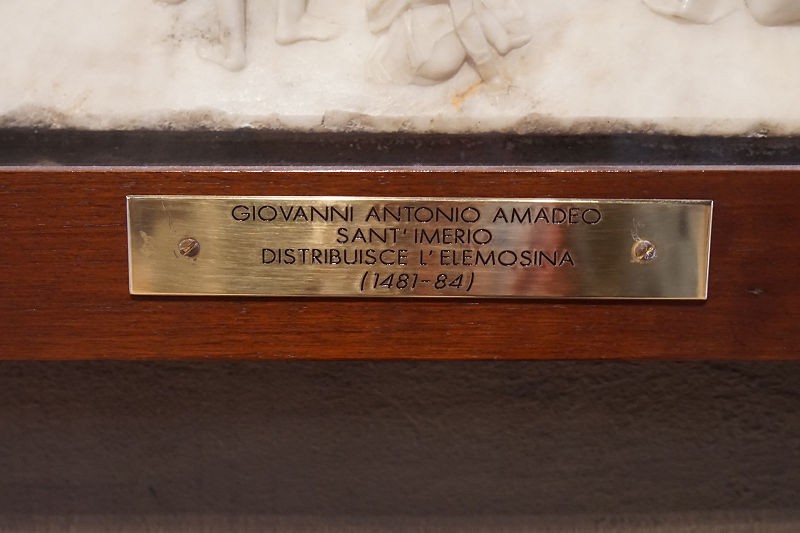 GIOVANNI ANTONIO AMADEO
SANT' IMERIO
DISTRIBUISCE L' ELEMOSINA
(1481-84)